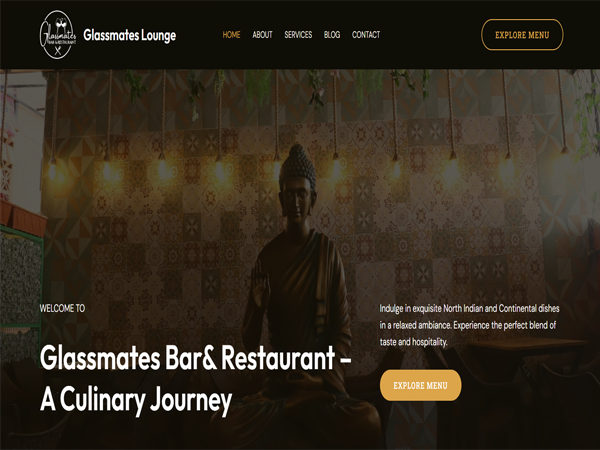 Glassmates
BAR & RESTAURANT
Glassmates Lounge
HOME ABOUT SERVICES BLOG CONTACT
EXPLORE MENU
WELCOME TO
Glassmates Bar& Restaurant –
A Culinary Journey
Indulge in exquisite North Indian and Continental dishes
in a relaxed ambiance. Experience the perfect blend of
taste and hospitality.
EXPLORE MENU